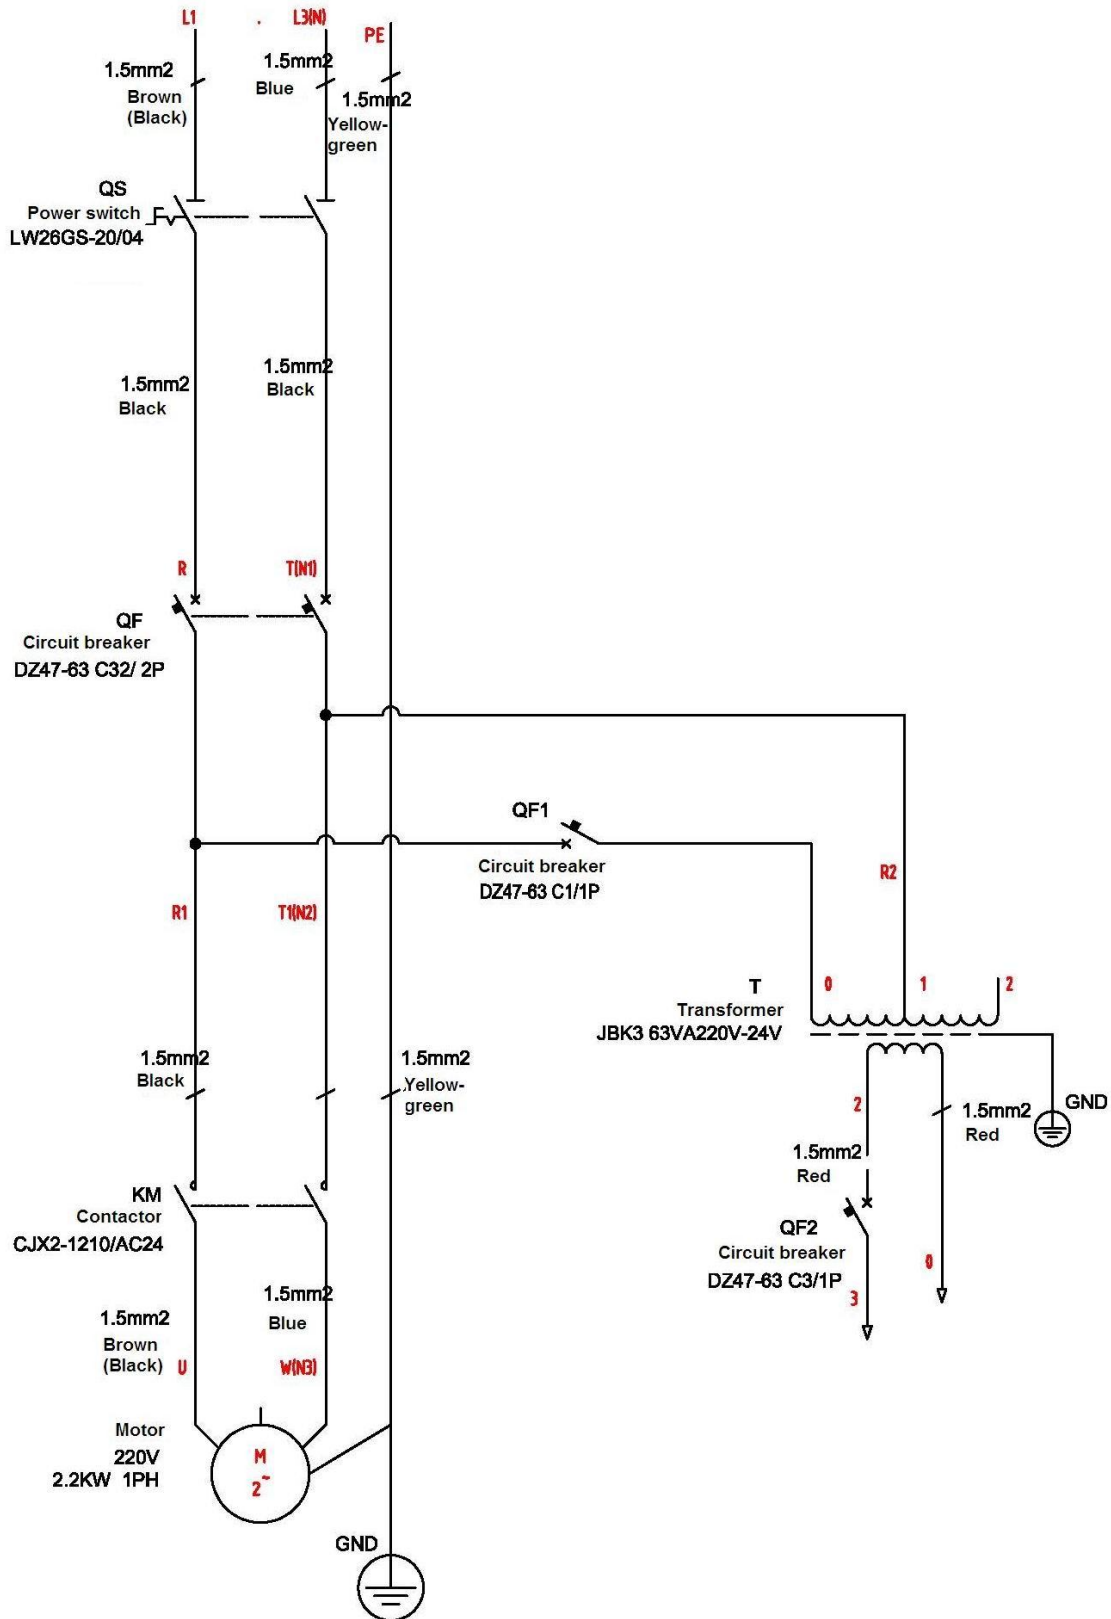 L1
.
L3(N)
PE
1.5mm2
Brown
(Black)
1.5mm2
Blue
1.5mm2
Yellow-
green
QS
Power switch
LW26GS-20/04
1.5mm2
Black
1.5mm2
Black
R
T(N1)
QF
Circuit breaker
DZ47-63 C32/ 2P
QF1
Circuit breaker
DZ47-63 C1/1P
R2
R1
T1(N2)
T
Transformer
JBK3 63VA220V-24V
0
1
2
1.5mm2
Black
1.5mm2
Yellow-
green
2
1.5mm2
Red
GND
1.5mm2
Red
KM
Contactor
CJX2-1210/AC24
QF2
Circuit breaker
DZ47-63 C3/1P
0
3
1.5mm2
Brown
(Black)
U
1.5mm2
Blue
W(N3)
Motor
220V
2.2KW 1PH
M
2~
GND